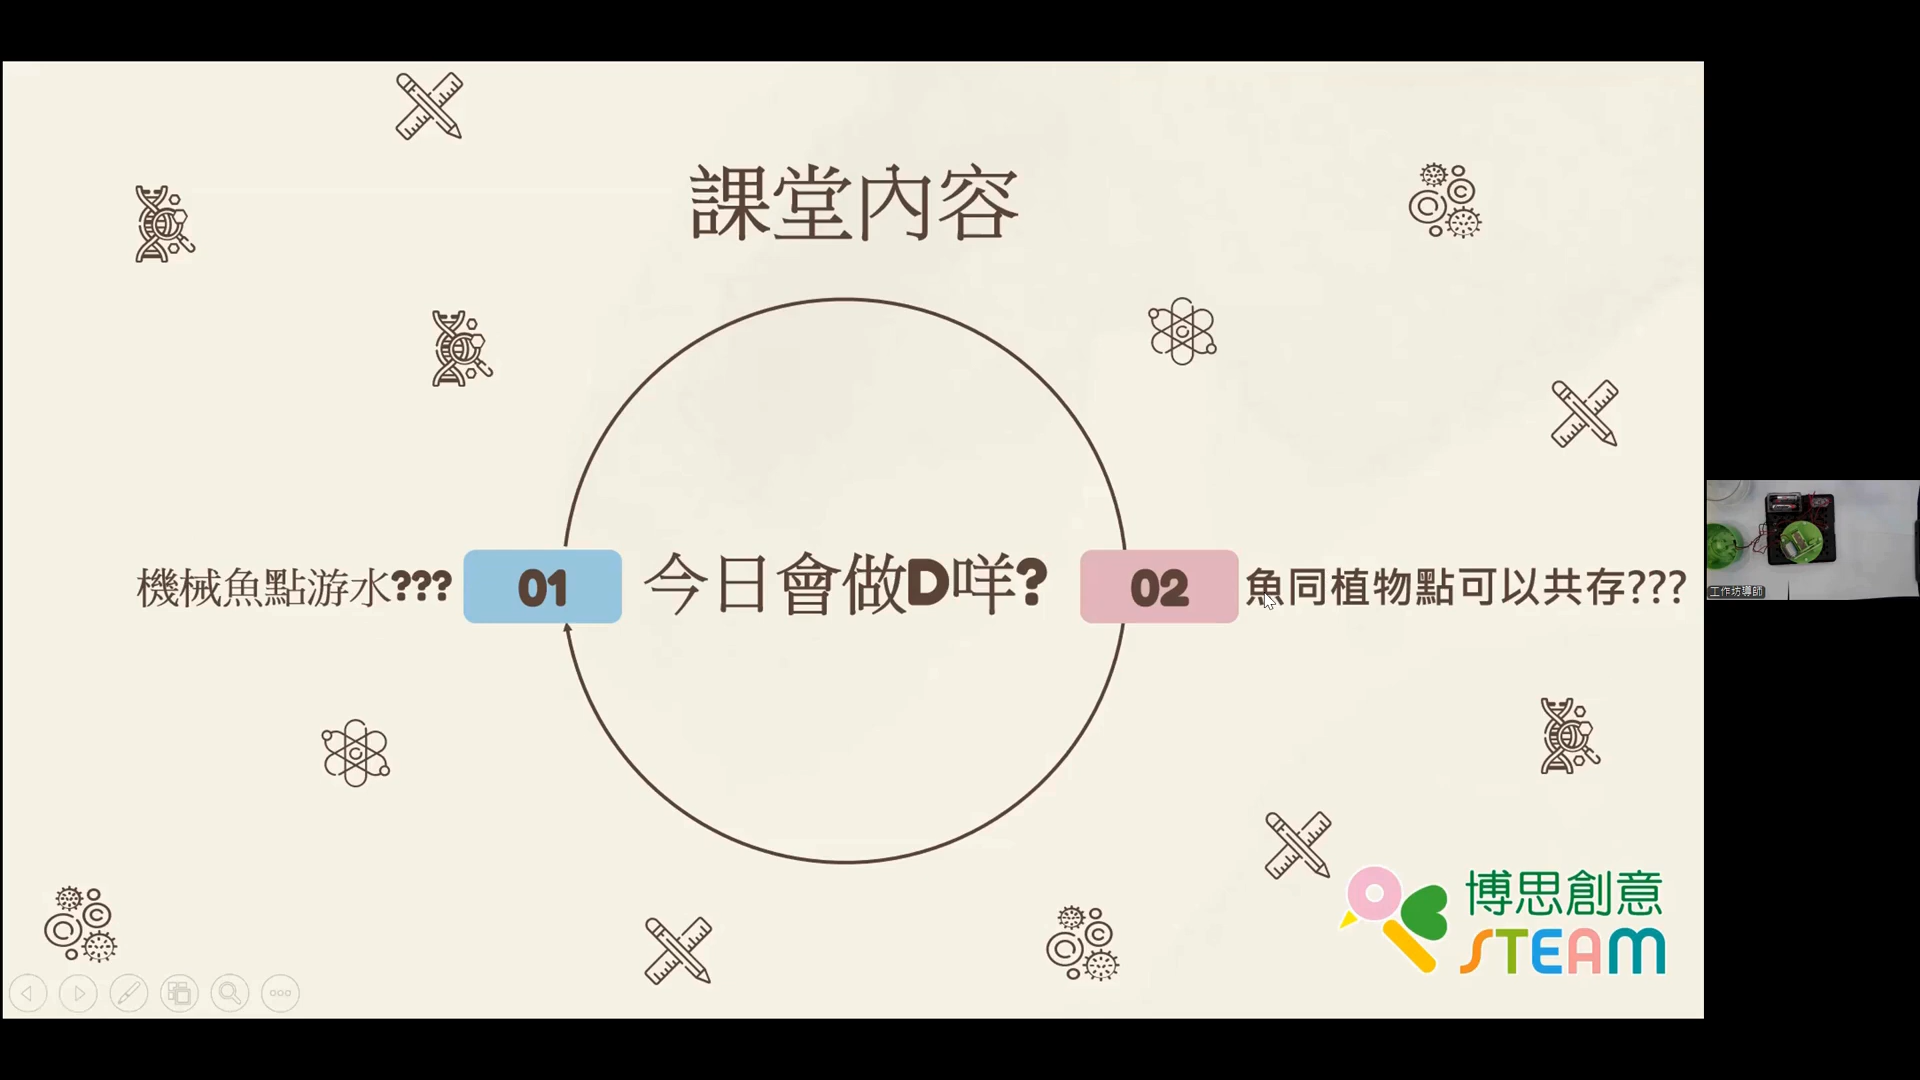 課堂內容
機械魚點游水???
01
今日會做D咩?
02
魚同植物點可以共存???
博思創意
STEAM
工作坊導師